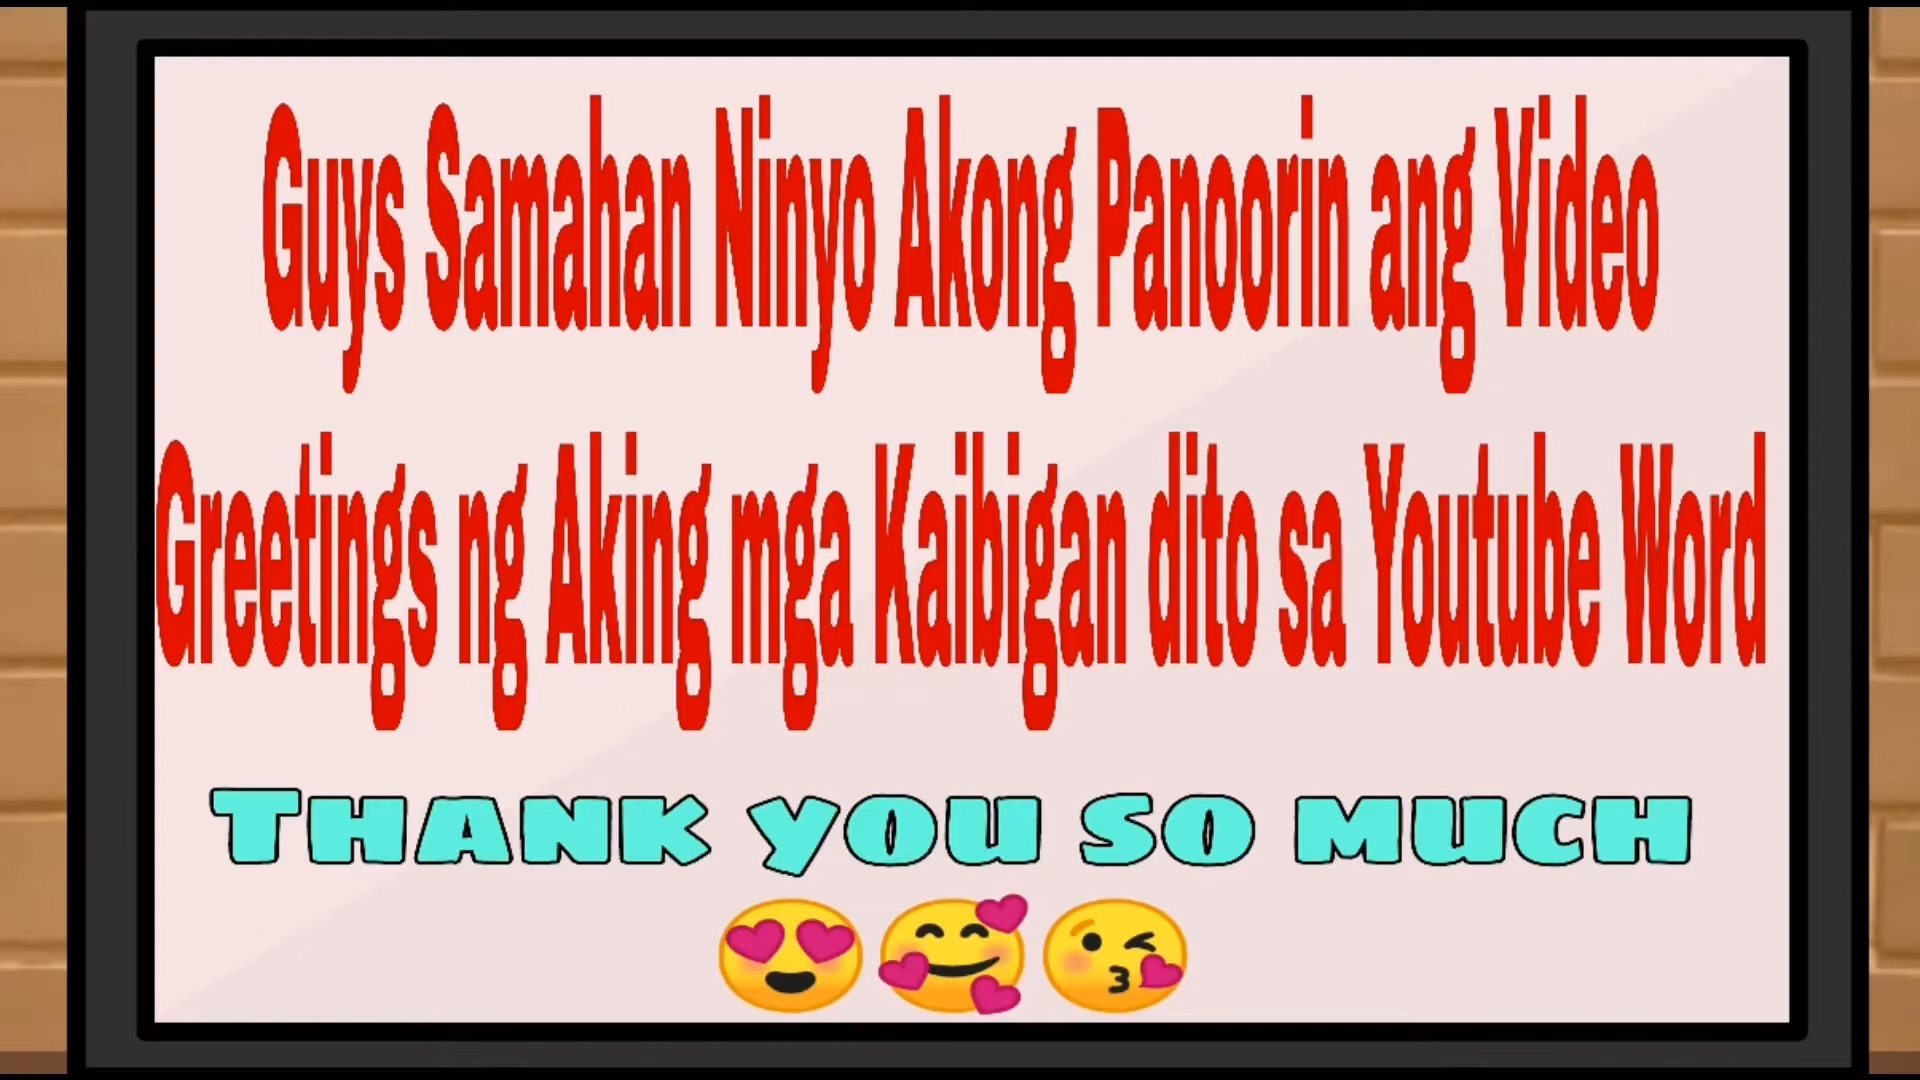 Guys Samahan Ninyo Akong Panoorin ang Video
Greetings ng Aking mga Kaibigan dito sa Youtube Word
THANK YOU SO MUCH
😍🥰😘